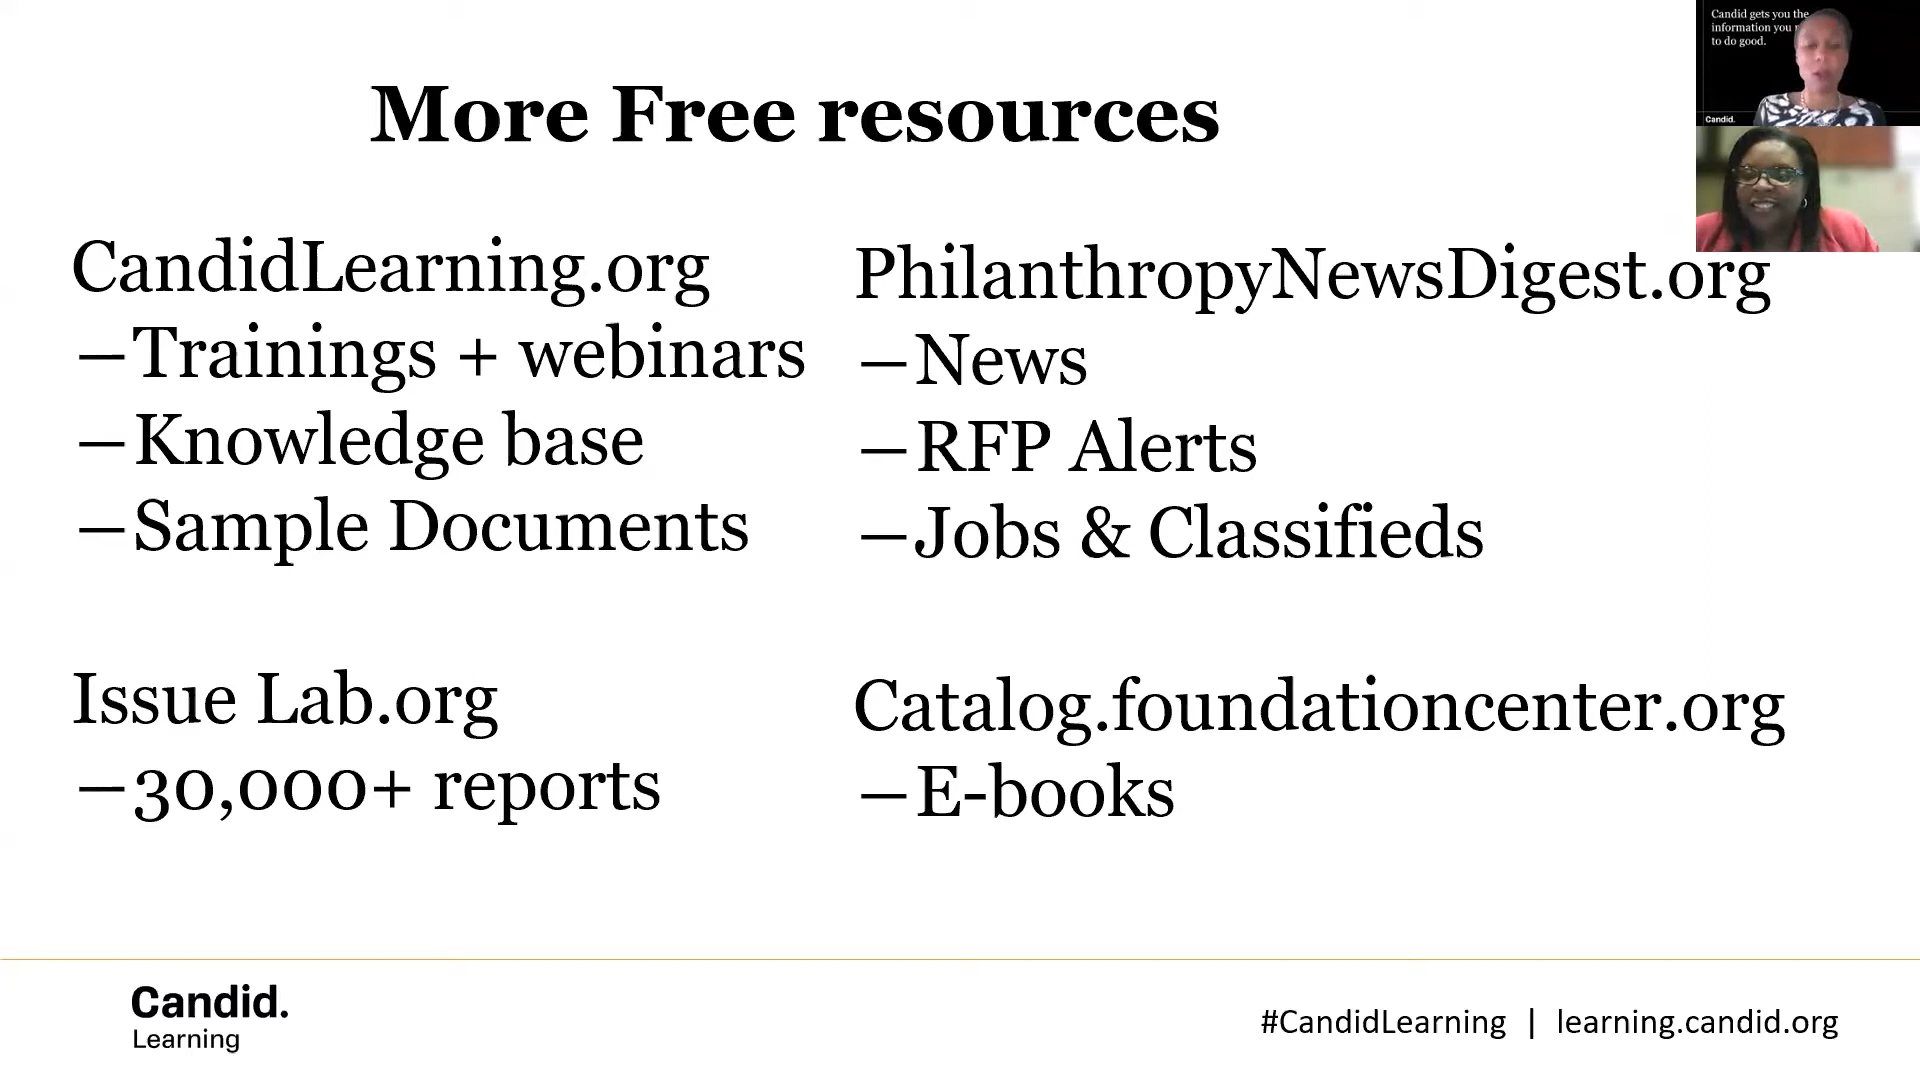 More Free resources
CandidLearning.org
—Trainings + webinars
—Knowledge base
—Sample Documents
Issue Lab.org
—30,000+ reports
PhilanthropyNewsDigest.org
—News
—RFP Alerts
—Jobs & Classifieds
Catalog.foundationcenter.org
—E-books
Candid gets you the
information you
to do good.
Candid.
Candid.
Learning
#CandidLearning | learning.candid.org